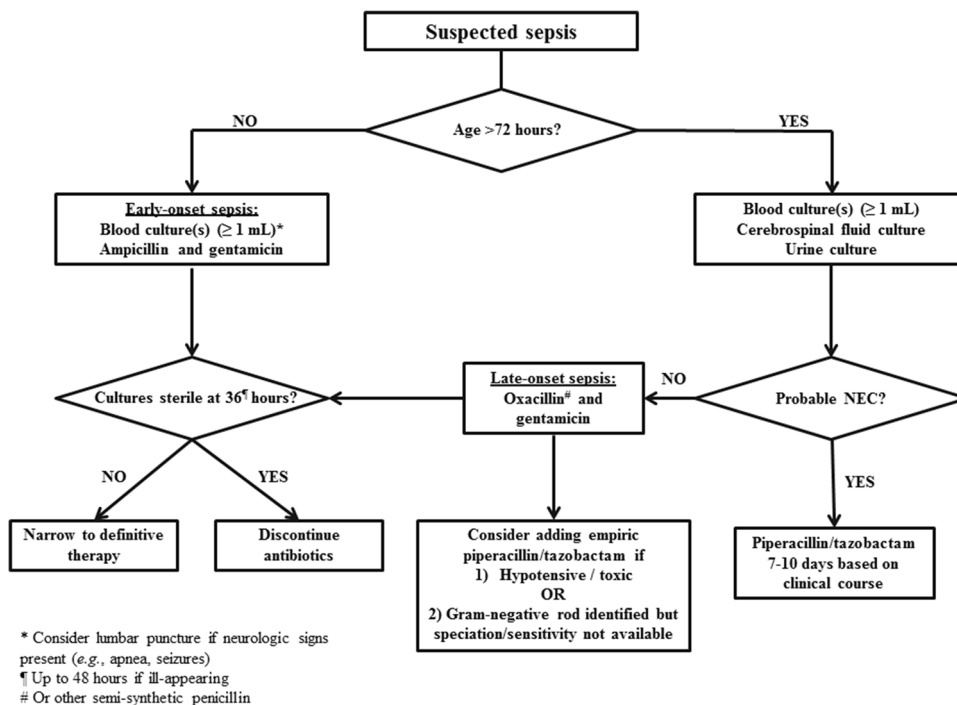 Suspected sepsis
Age >72 hours?
NO
YES
Early-onset sepsis:
Blood culture(s) (≥ 1 mL)*
Ampicillin and gentamicin
Blood culture(s) (≥ 1 mL)
Cerebrospinal fluid culture
Urine culture
Cultures sterile at 36¶ hours?
Late-onset sepsis:
Oxacillin# and
gentamicin
NO
Probable NEC?
NO
YES
YES
Narrow to definitive
therapy
Discontinue
antibiotics
Consider adding empiric
piperacillin/tazobactam if
1) Hypotensive / toxic
OR
2) Gram-negative rod identified but
speciation/sensitivity not available
Piperacillin/tazobactam
7-10 days based on
clinical course
* Consider lumbar puncture if neurologic signs
present (e.g., apnea, seizures)
¶ Up to 48 hours if ill-appearing
# Or other semi-synthetic penicillin